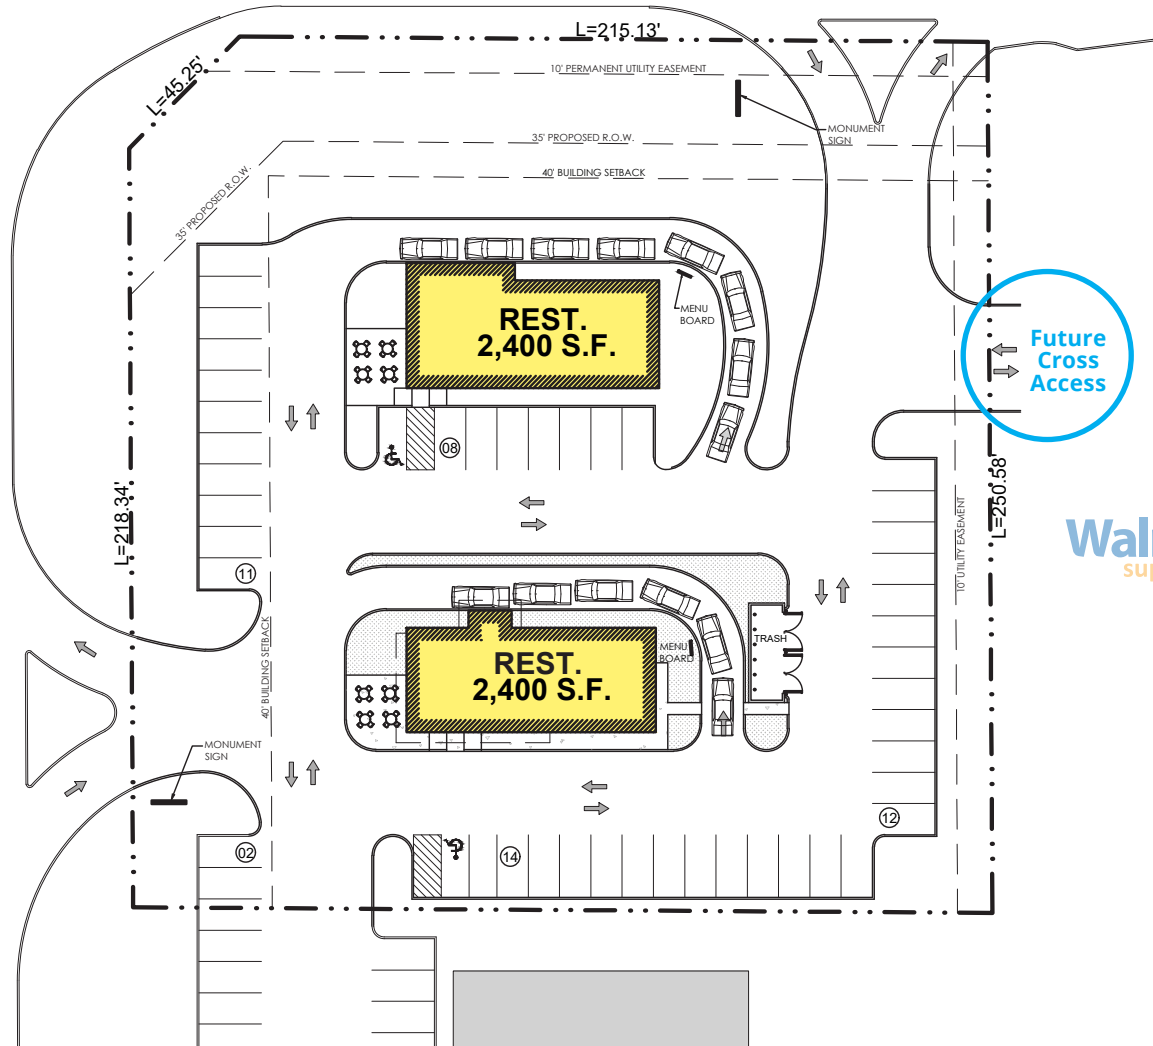 L=215.13'
L=45.25'
10' PERMANENT UTILITY EASEMENT
MONUMENT
SIGN
35' PROPOSED R.O.W.
40' BUILDING SETBACK
35' PROPOSED R.O.W.
REST.
2,400 S.F.
MENU
BOARD
Future
Cross
Access
08
L=218.34'
L=250.58'
10' UTILITY EASEMENT
11
40' BUILDING SETBACK
TRASH
REST.
2,400 S.F.
MENU
BOARD
MONUMENT
SIGN
12
02
14